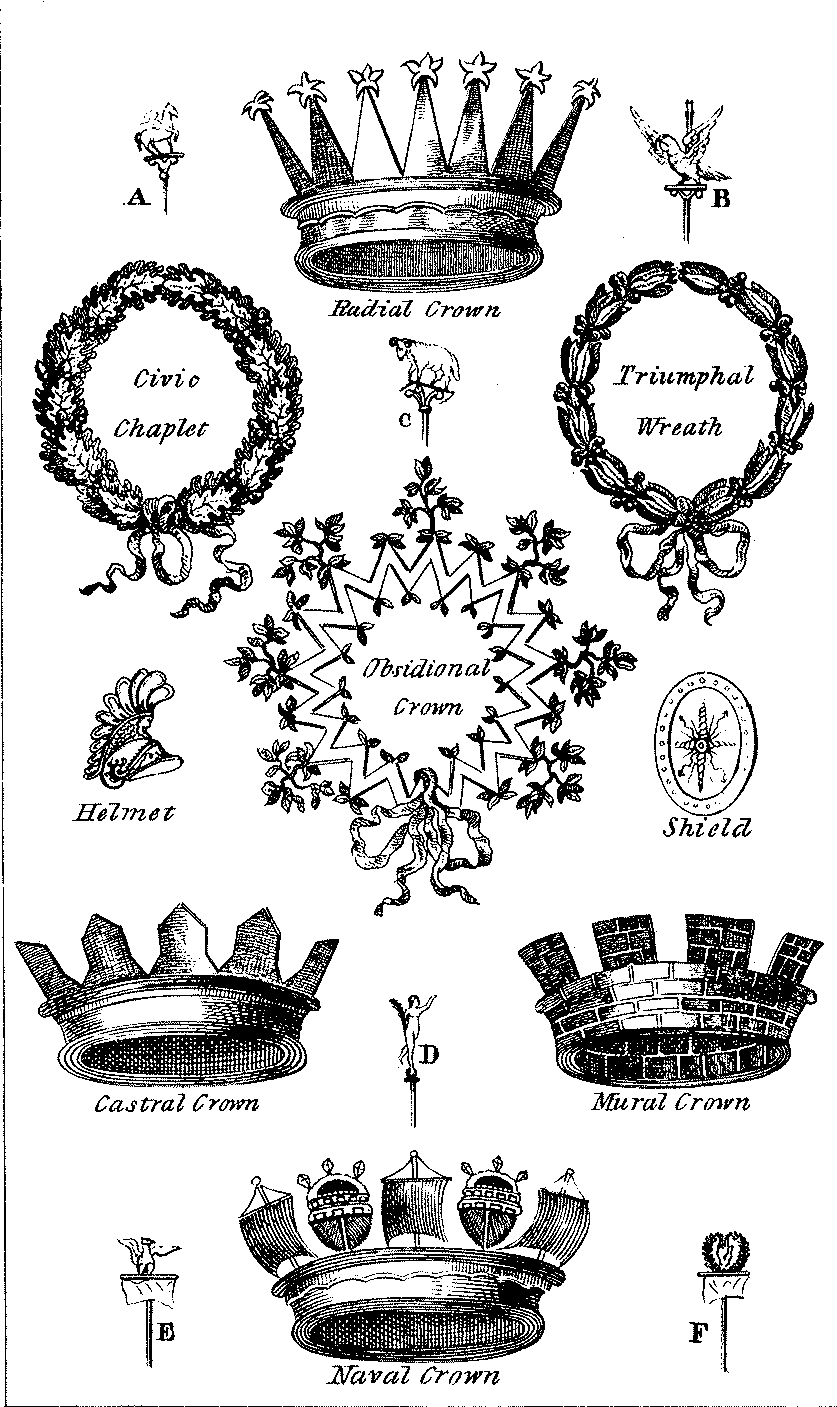 A
B
Radial Crown
Civic
Chaplet
C
Triumphal
Wreath
Obsidional
Crown
Helmet
Shield
Castral Crown
D
Mural Crown
E
F
Naval Crown